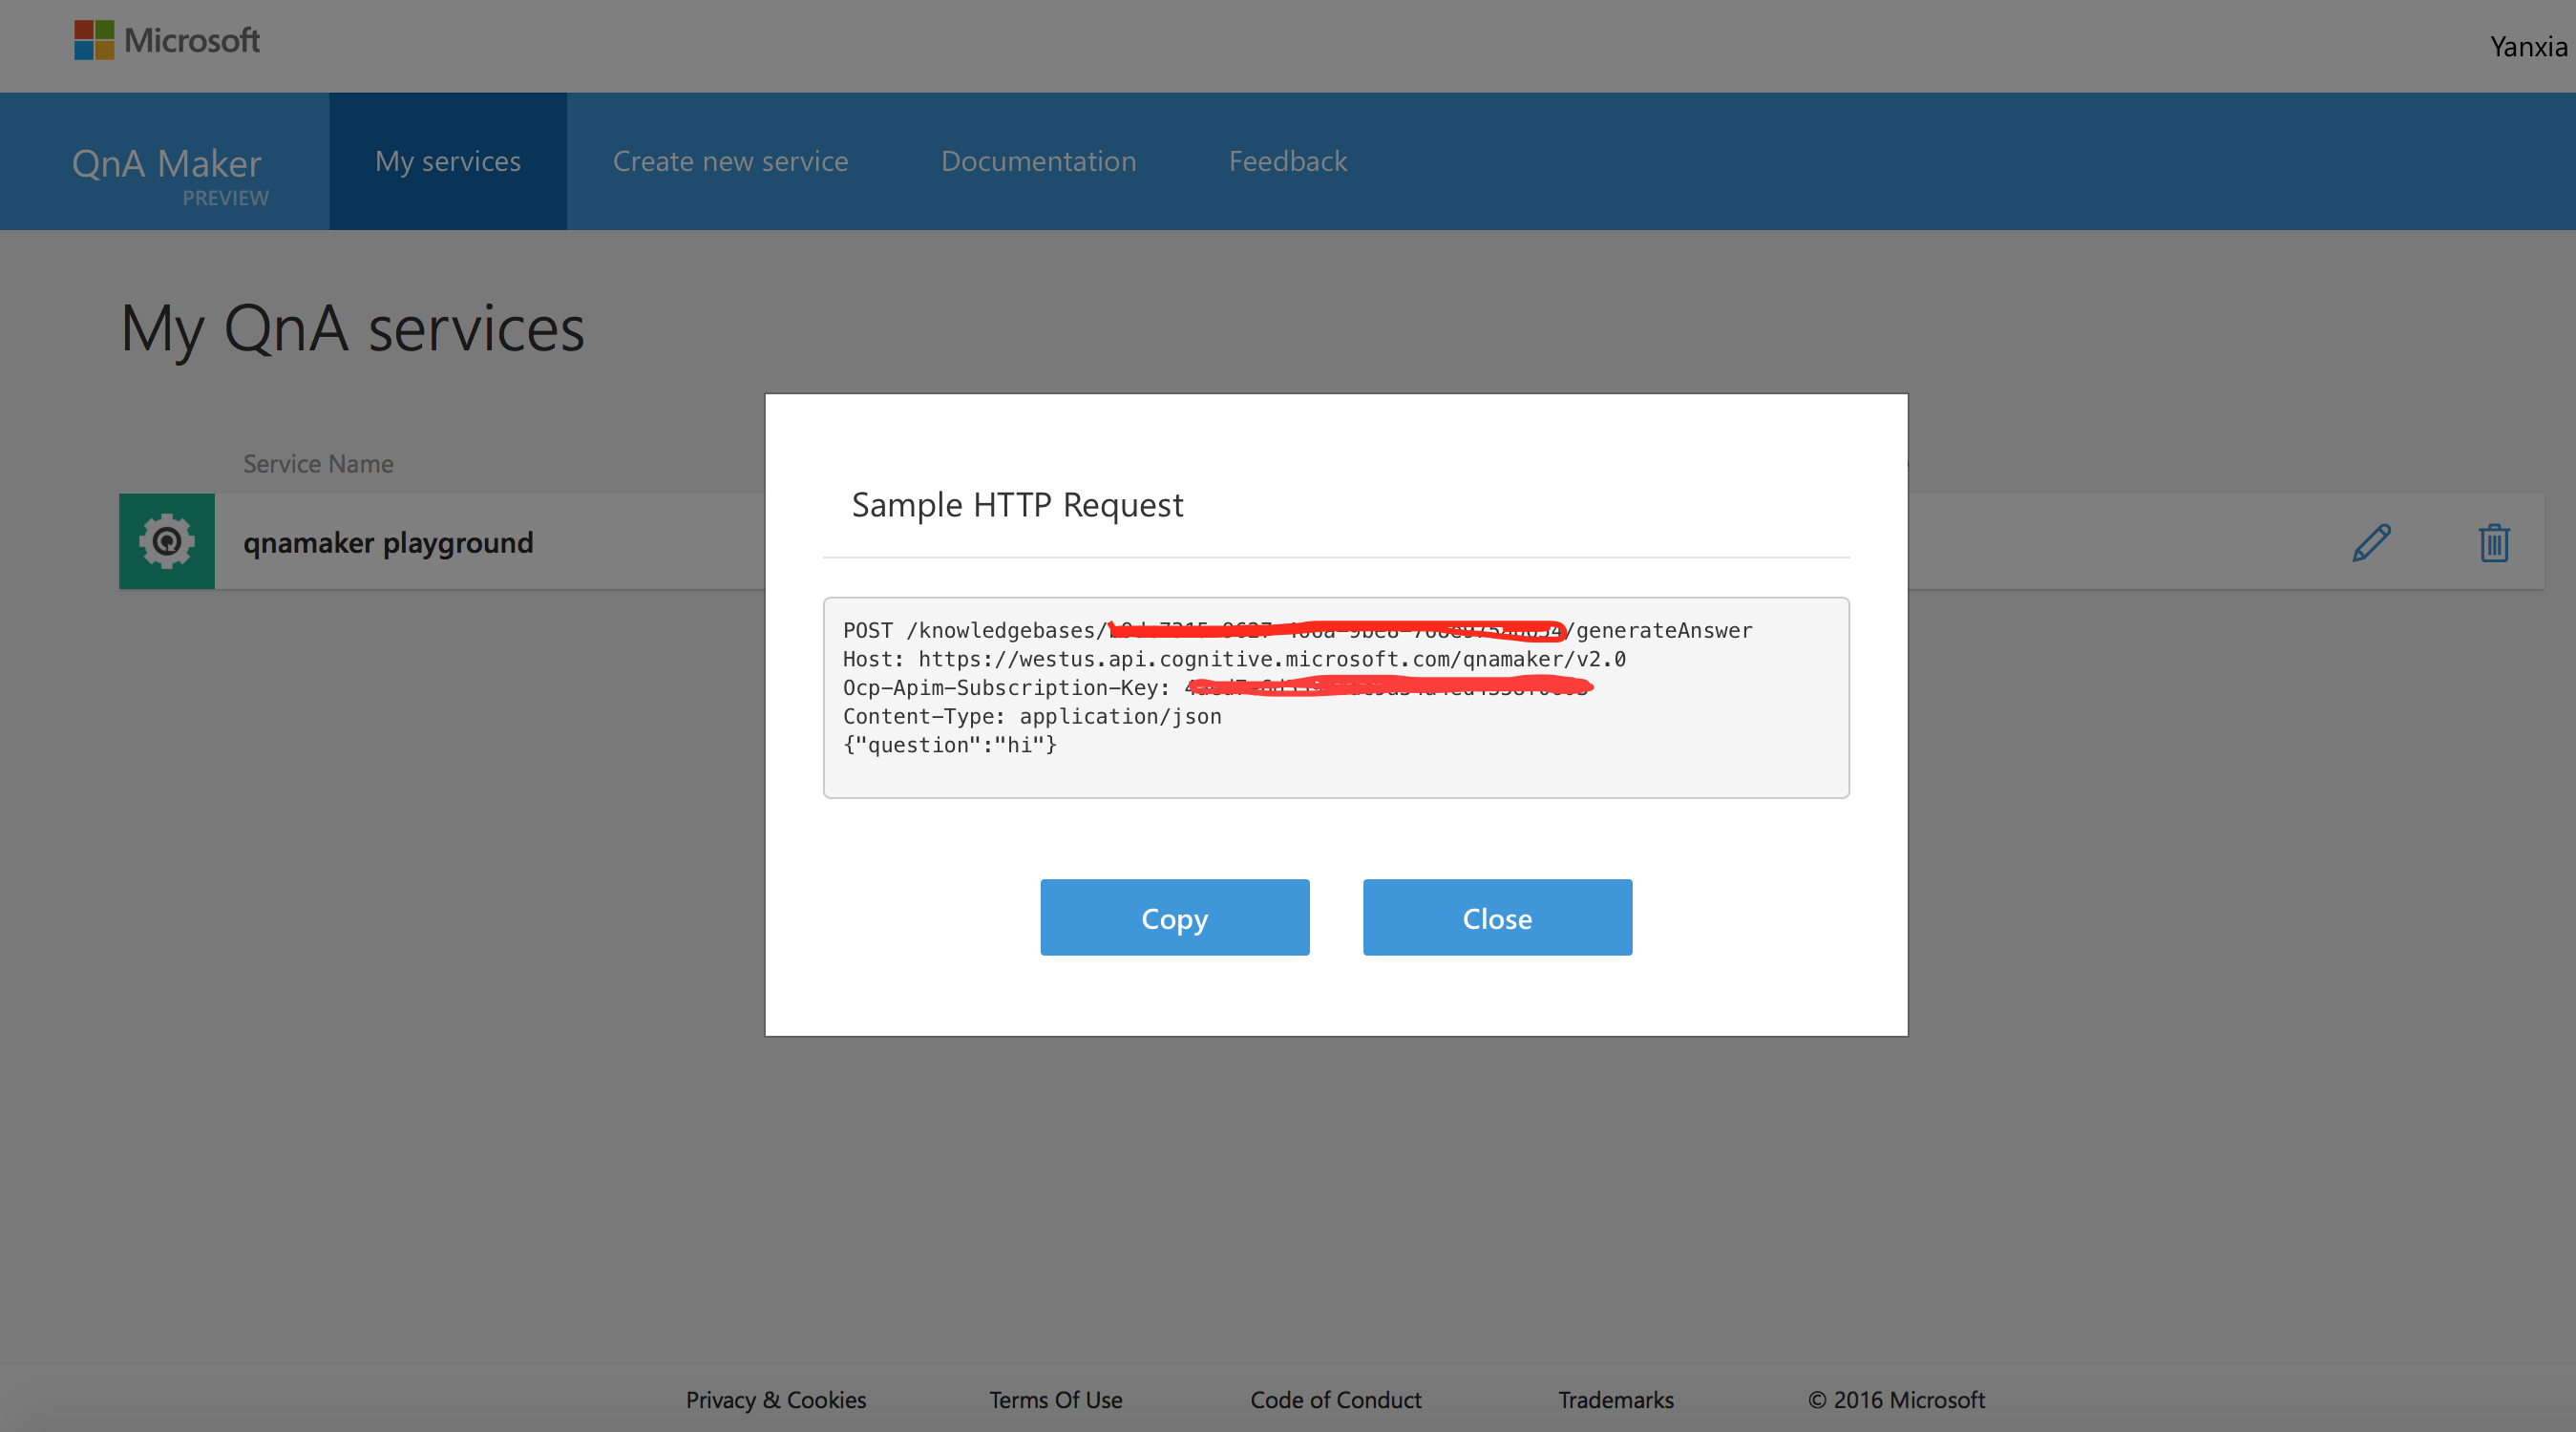 Microsoft
Yanxia
QnA Maker
PREVIEW
My services
Create new service
Documentation
Feedback
My QnA services
Service Name
qnamaker playground
Sample HTTP Request
POST /knowledgebases/ /generateAnswer
Host: https://westus.api.cognitive.microsoft.com/qnamaker/v2.0
Ocp-Apim-Subscription-Key:
Content-Type: application/json
{"question":"hi"}
Copy
Close
Privacy & Cookies
Terms Of Use
Code of Conduct
Trademarks
© 2016 Microsoft